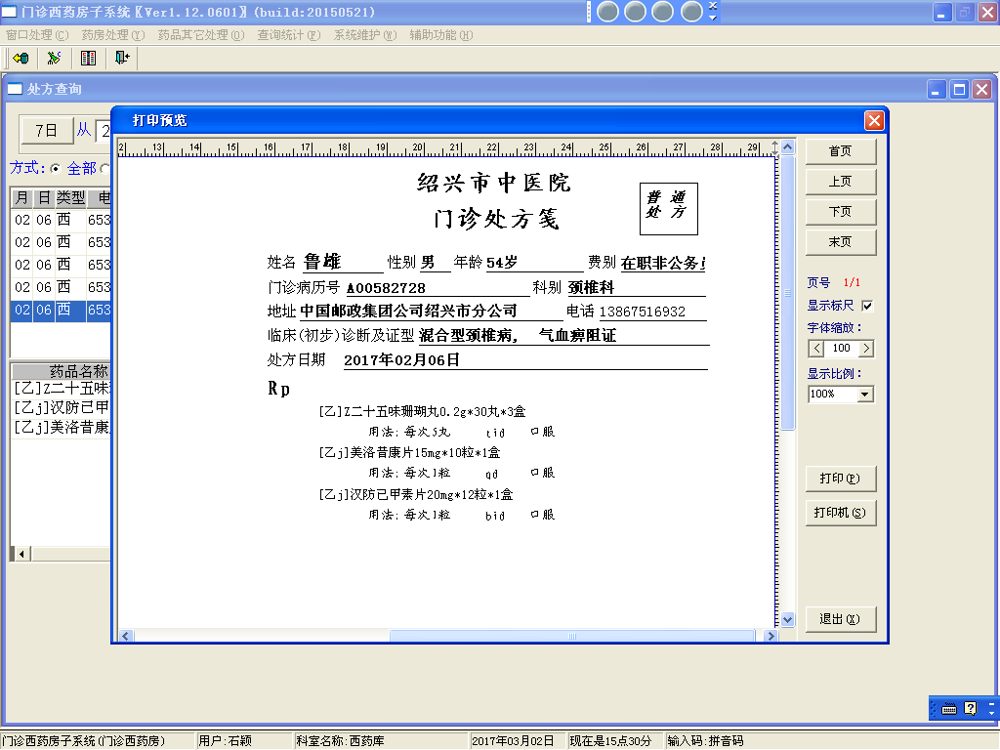 门诊西药房子系统〖Ver1.12.0601〗(build:20150521)
窗口处理(C) 药房处理(Y) 药品其它处理(O) 查询统计(F) 系统维护(W) 辅助功能(H)
处方查询
7日 从 2
方式: 全部
月 日 类型 电
02 06 西 653
02 06 西 653
02 06 西 653
02 06 西 653
02 06 西 653
药品名称
[乙]Z二十五味
[乙j]汉防己甲
[乙j]美洛昔康
打印预览
2 13 14 15 16 17 18 19 20 21 22 23 24 25 26 27 28 29
绍兴市中医院
门诊处方笺
普通
处方
姓名 鲁雄 性别 男 年龄 54岁 费别 在职非公务员
门诊病历号 A00582728 科别 颈椎科
地址 中国邮政集团公司绍兴市分公司 电话 13867516932
临床(初步)诊断及证型 混合型颈椎病, 气血痹阻证
处方日期 2017年02月06日
Rp
[乙]Z二十五味珊瑚丸0.2g*30丸*3盒
用法: 每次5丸 tid 口服
[乙j]美洛昔康片15mg*10粒*1盒
用法: 每次1粒 qd 口服
[乙j]汉防己甲素片20mg*12粒*1盒
用法: 每次1粒 bid 口服
首页
上页
下页
末页
页号 1/1
显示标尺
字体缩放:
100
显示比例:
100%
打印(P)
打印机(S)
退出(X)
门诊西药房子系统(门诊西药房) 用户:石颖 科室名称:西药库 2017年03月02日 现在是15点30分 输入码:拼音码